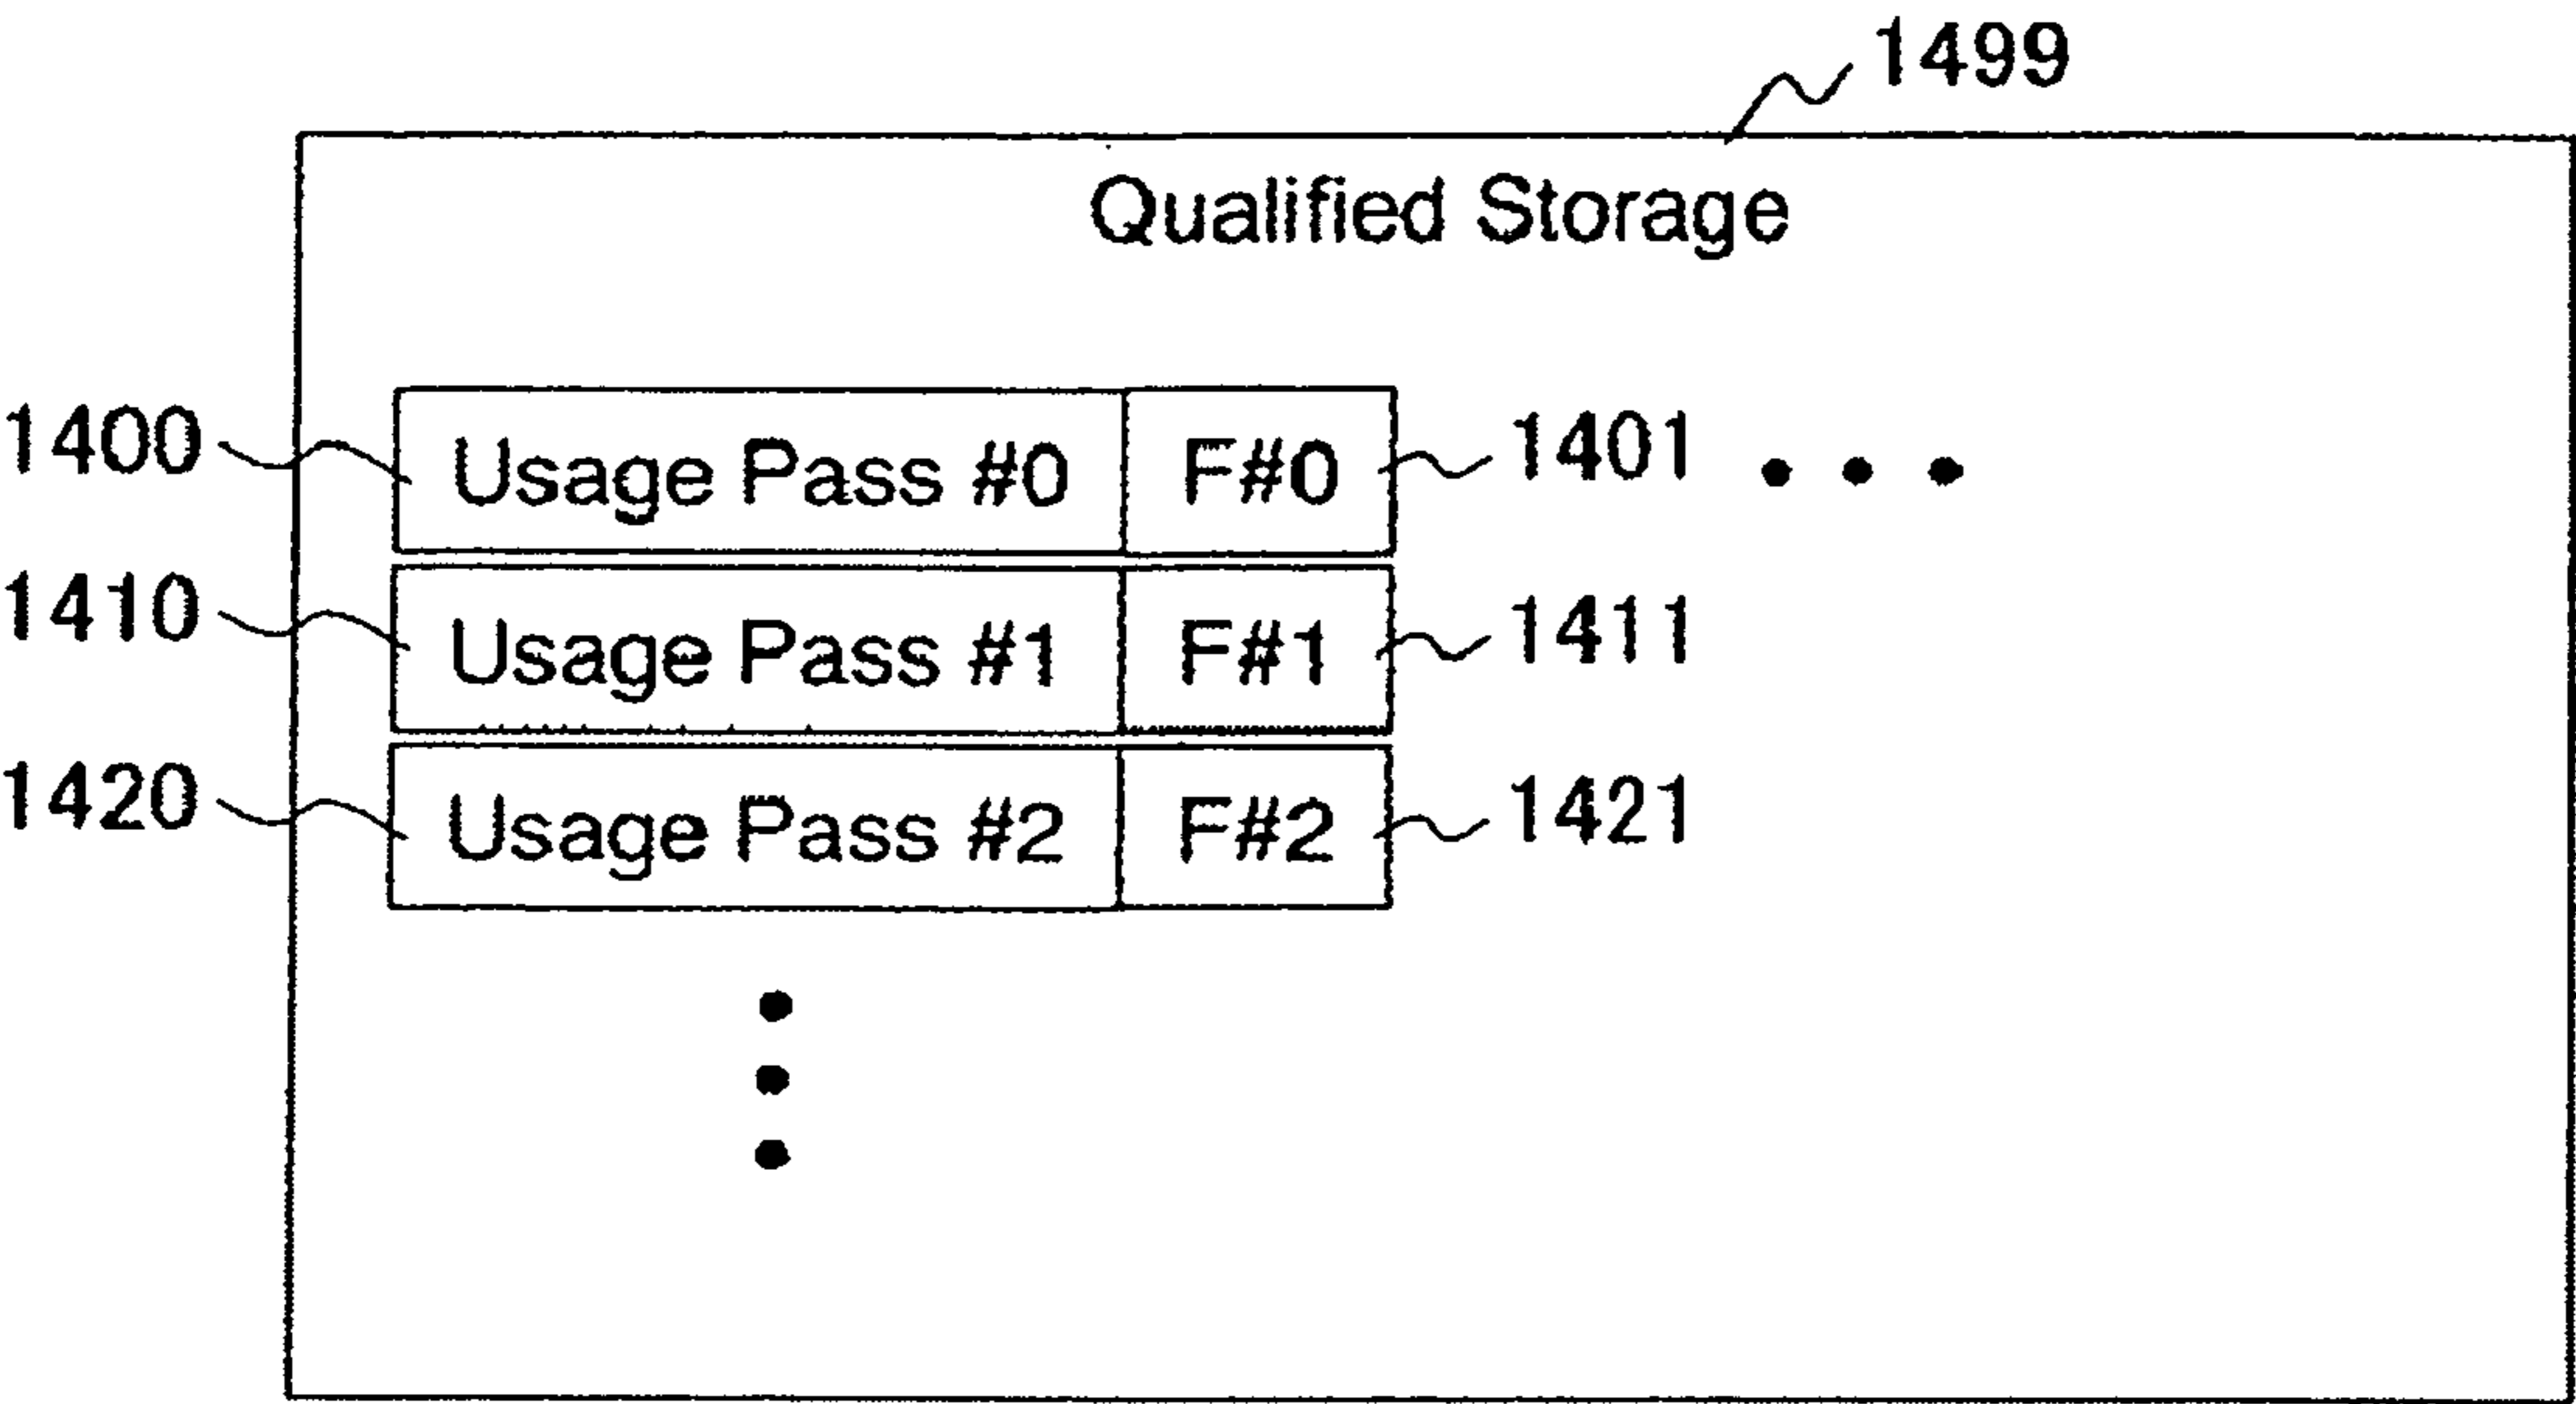 1499
Qualified Storage
1400 Usage Pass #0 F#0 1401 • • •
1410 Usage Pass #1 F#1 1411
1420 Usage Pass #2 F#2 1421